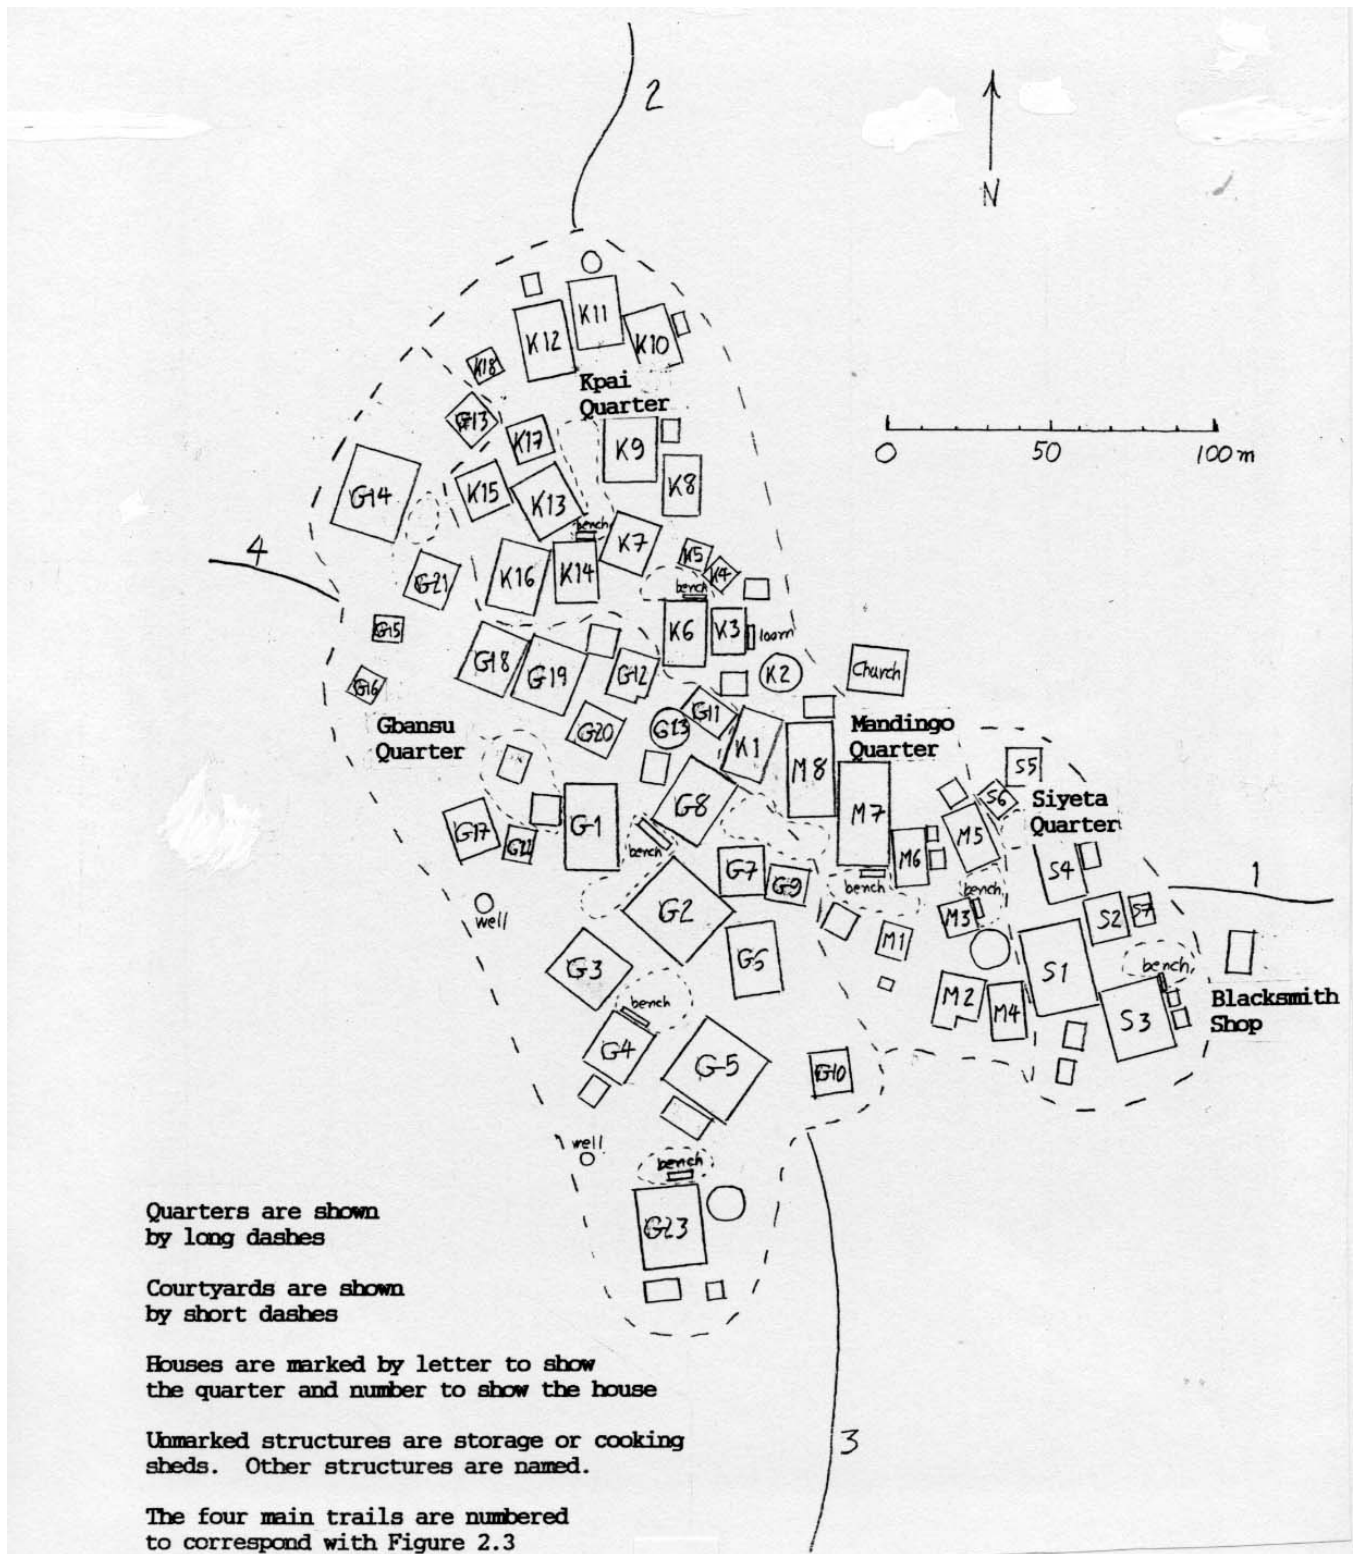 2
N
K11
K12
K10
K18
Kpai
Quarter
G13
K17
K9
0 50 100 m
G14
K15
K13
K8
bench
K7
4
K5
K4
G21
K16
K14
bench
G15
K6
K3
loom
G18
G19
G12
K2
Church
G16
G11
Gbansu
Quarter
G20
G13
K1
Mandingo
Quarter
M8
S5
M7
S6
Siyeta
Quarter
G8
G17
G22
G-1
M5
bench
M6
G7
G9
bench
S4
1
bench
well
G2
M3
S2
S7
M1
G3
G6
S1
bench
bench
M2
M4
S3
Blacksmith
Shop
G4
G-5
G10
well
bench
G23
Quarters are shown
by long dashes
Courtyards are shown
by short dashes
Houses are marked by letter to show
the quarter and number to show the house
Unmarked structures are storage or cooking
sheds. Other structures are named.
3
The four main trails are numbered
to correspond with Figure 2.3